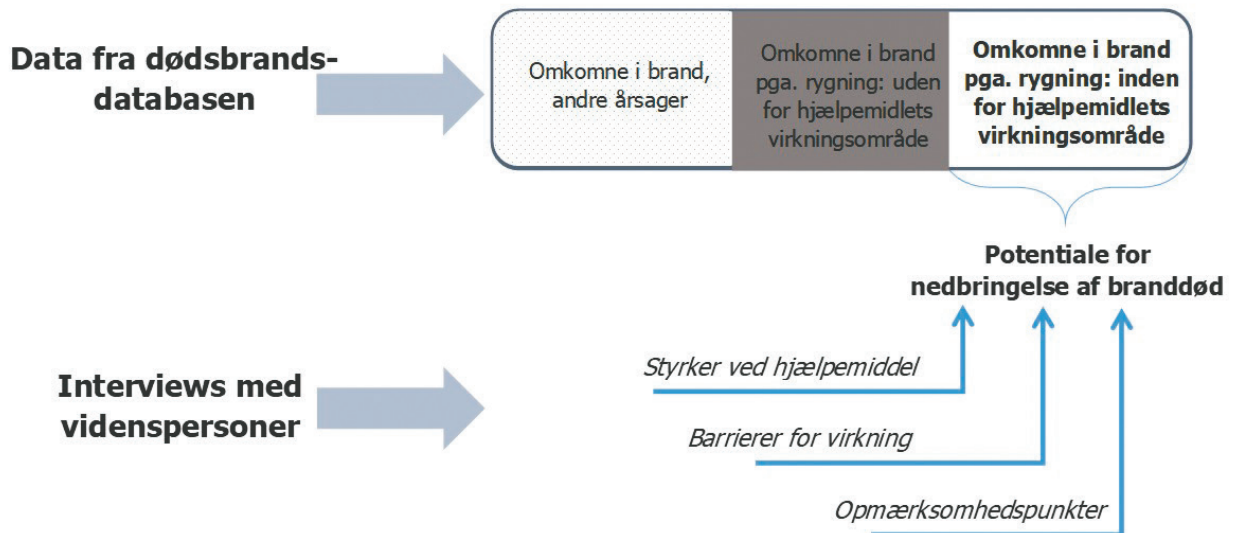 Data fra dødsbrands-
databasen
Omkomne i brand,
andre årsager
Omkomne i brand
pga. rygning: uden
for hjælpemidlets
virkningsområde
Omkomne i brand
pga. rygning: inden
for hjælpemidlets
virkningsområde
Potentiale for
nedbringelse af branddød
Interviews med
videnspersoner
Styrker ved hjælpemiddel
Barrierer for virkning
Opmærksomhedspunkter